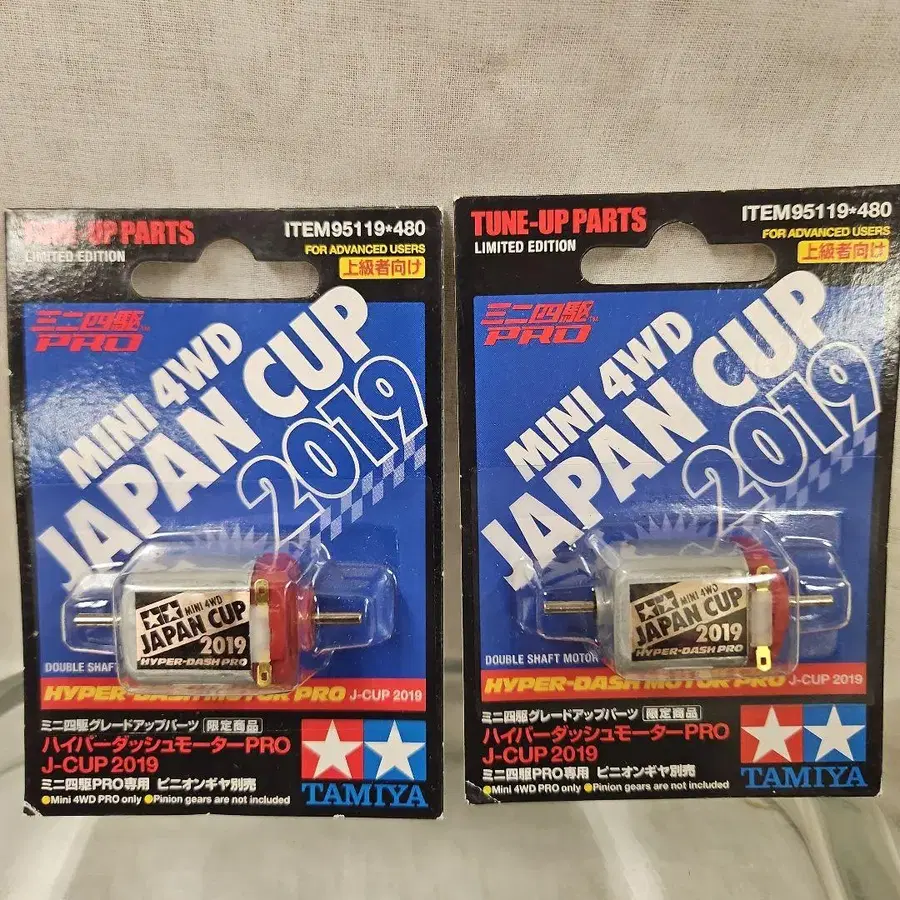 TUNE-UP PARTS
LIMITED EDITION
ITEM95119*480
FOR ADVANCED USERS
上級者向け
ミニ四駆™
PRO
MINI 4WD
JAPAN CUP
2019
MINI 4WD
JAPAN CUP
2019
HYPER-DASH PRO
DOUBLE SHAFT MOTOR
HYPER-DASH MOTOR PRO J-CUP 2019
ミニ四駆グレードアップパーツ 限定商品
ハイパーダッシュモーターPRO
J-CUP 2019
ミニ四駆PRO専用 ピニオンギヤ別売
●Mini 4WD PRO only ●Pinion gears are not included
TAMIYA
TUNE-UP PARTS
LIMITED EDITION
ITEM95119*480
FOR ADVANCED USERS
上級者向け
ミニ四駆™
PRO
MINI 4WD
JAPAN CUP
2019
MINI 4WD
JAPAN CUP
2019
HYPER-DASH PRO
DOUBLE SHAFT MOTOR
HYPER-DASH MOTOR PRO J-CUP 2019
ミニ四駆グレードアップパーツ 限定商品
ハイパーダッシュモーターPRO
J-CUP 2019
ミニ四駆PRO専用 ピニオンギヤ別売
●Mini 4WD PRO only ●Pinion gears are not included
TAMIYA